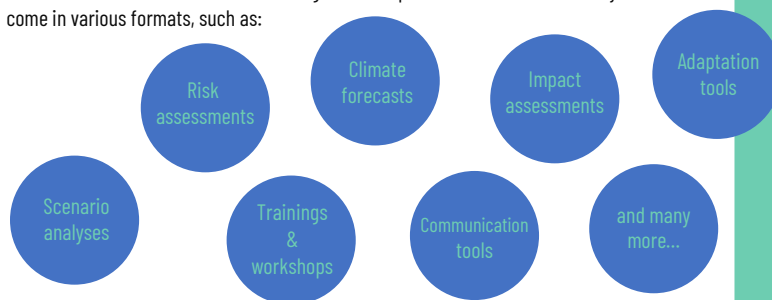 come in various formats, such as:
Risk
assessments
Climate
forecasts
Impact
assessments
Adaptation
tools
Scenario
analyses
Trainings
&
workshops
Communication
tools
and many
more...